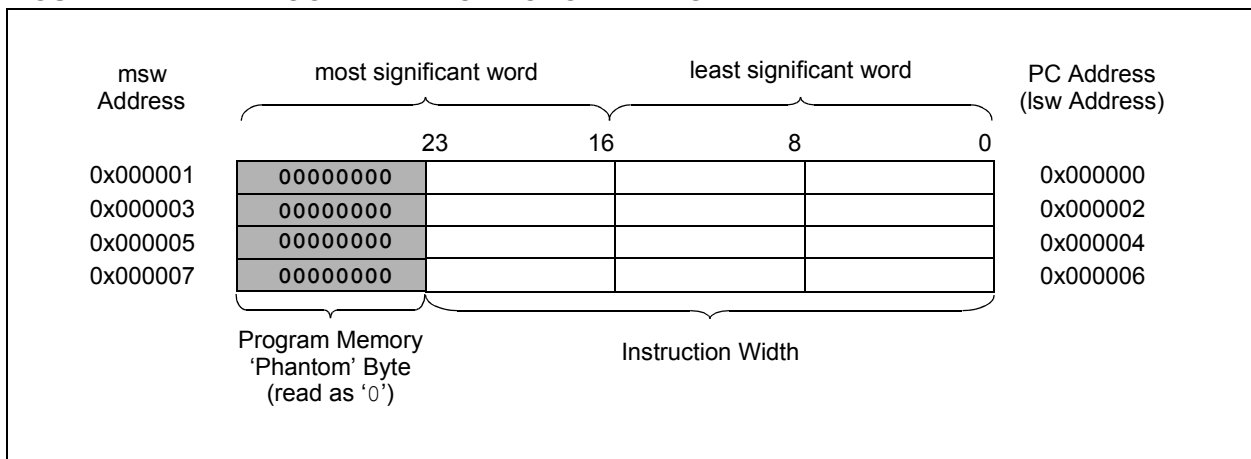 msw
Address
most significant word
least significant word
PC Address
(lsw Address)
23 16 8 0
0x000001 00000000 0x000000
0x000003 00000000 0x000002
0x000005 00000000 0x000004
0x000007 00000000 0x000006
Program Memory
‘Phantom’ Byte
(read as ‘0’)
Instruction Width